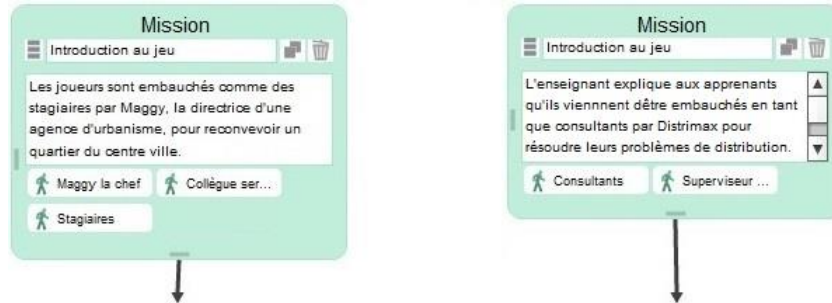 Mission
Introduction au jeu
Les joueurs sont embauchés comme des
stagiaires par Maggy, la directrice d'une
agence d'urbanisme, pour reconvevoir un
quartier du centre ville.
Maggy la chef
Collègue ser...
Stagiaires
Mission
Introduction au jeu
L'enseignant explique aux apprenants
qu'ils viennnent dêtre embauchés en tant
que consultants par Distrimax pour
résoudre leurs problèmes de distribution.
Consultants
Superviseur ...